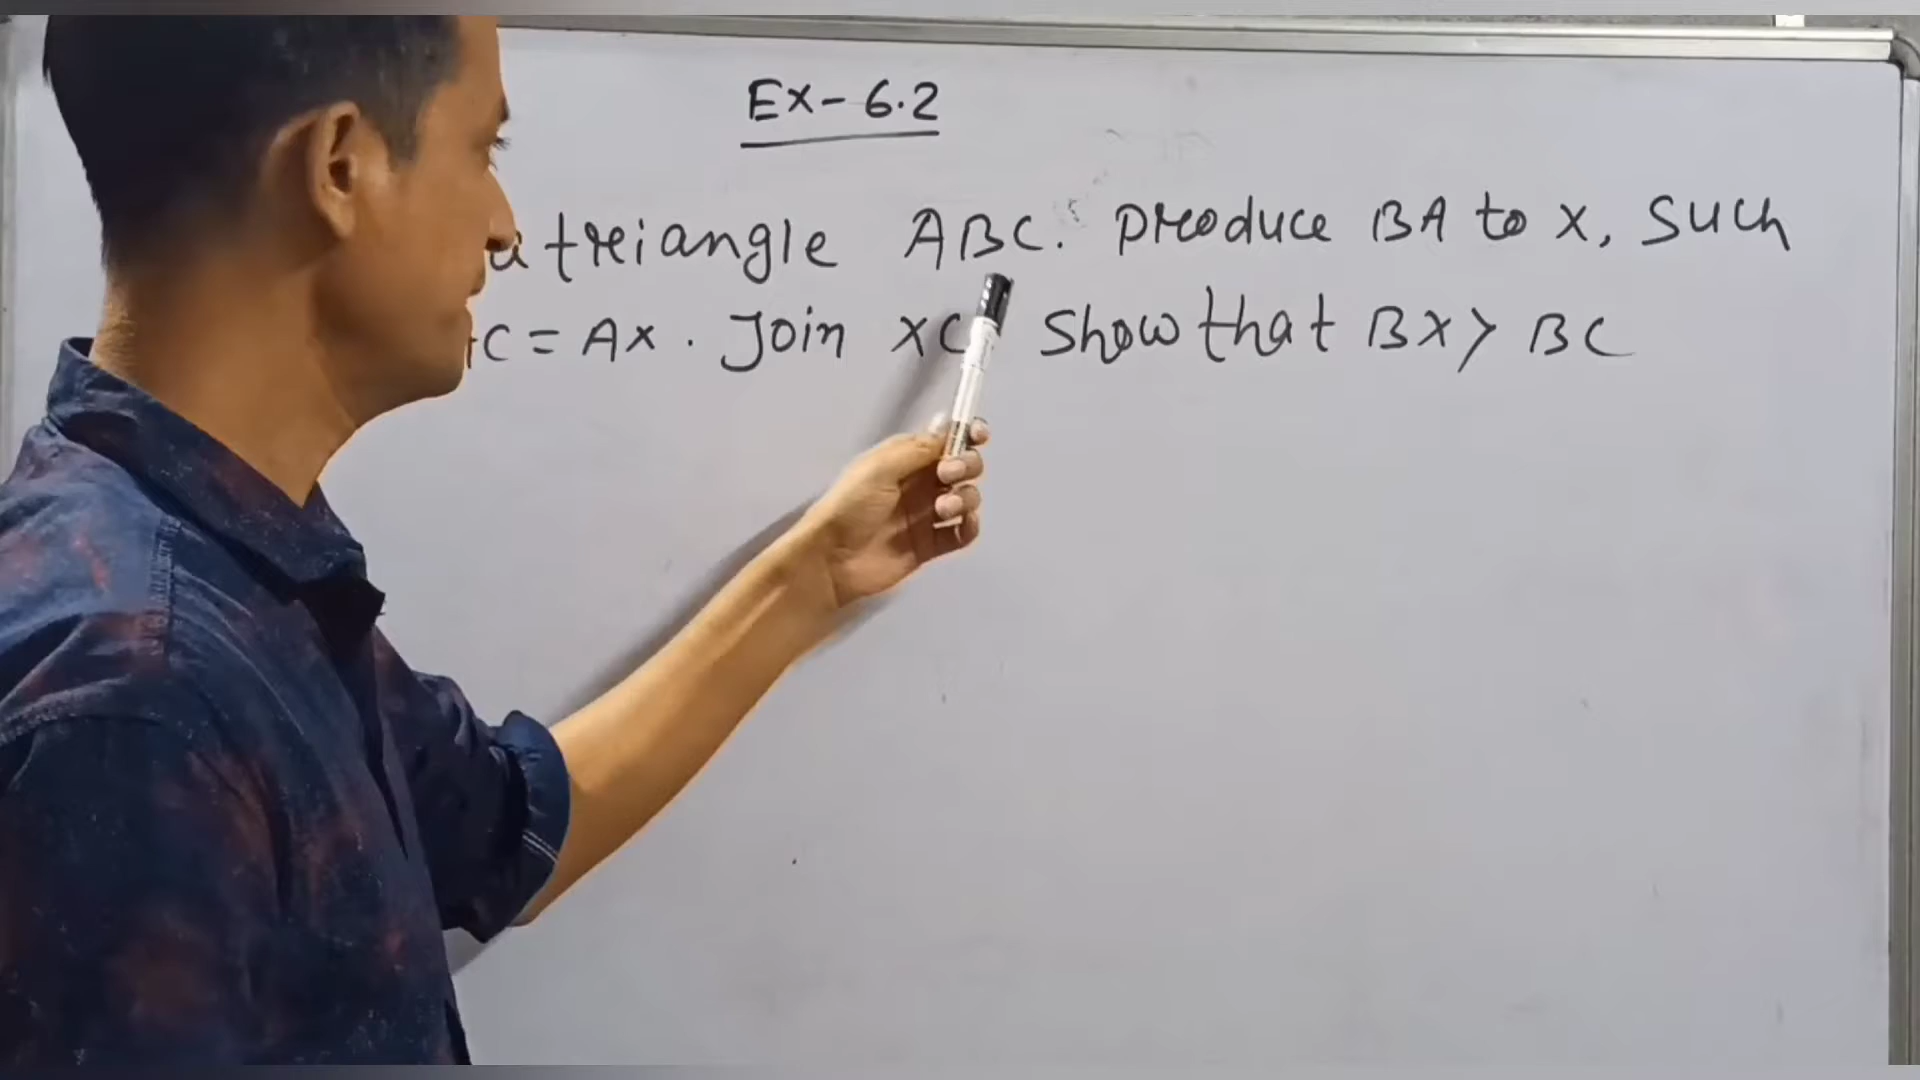 Ex- 6.2
a triangle ABC. Produce BA to X, Such
C = AX. Join XC Show that BX > BC